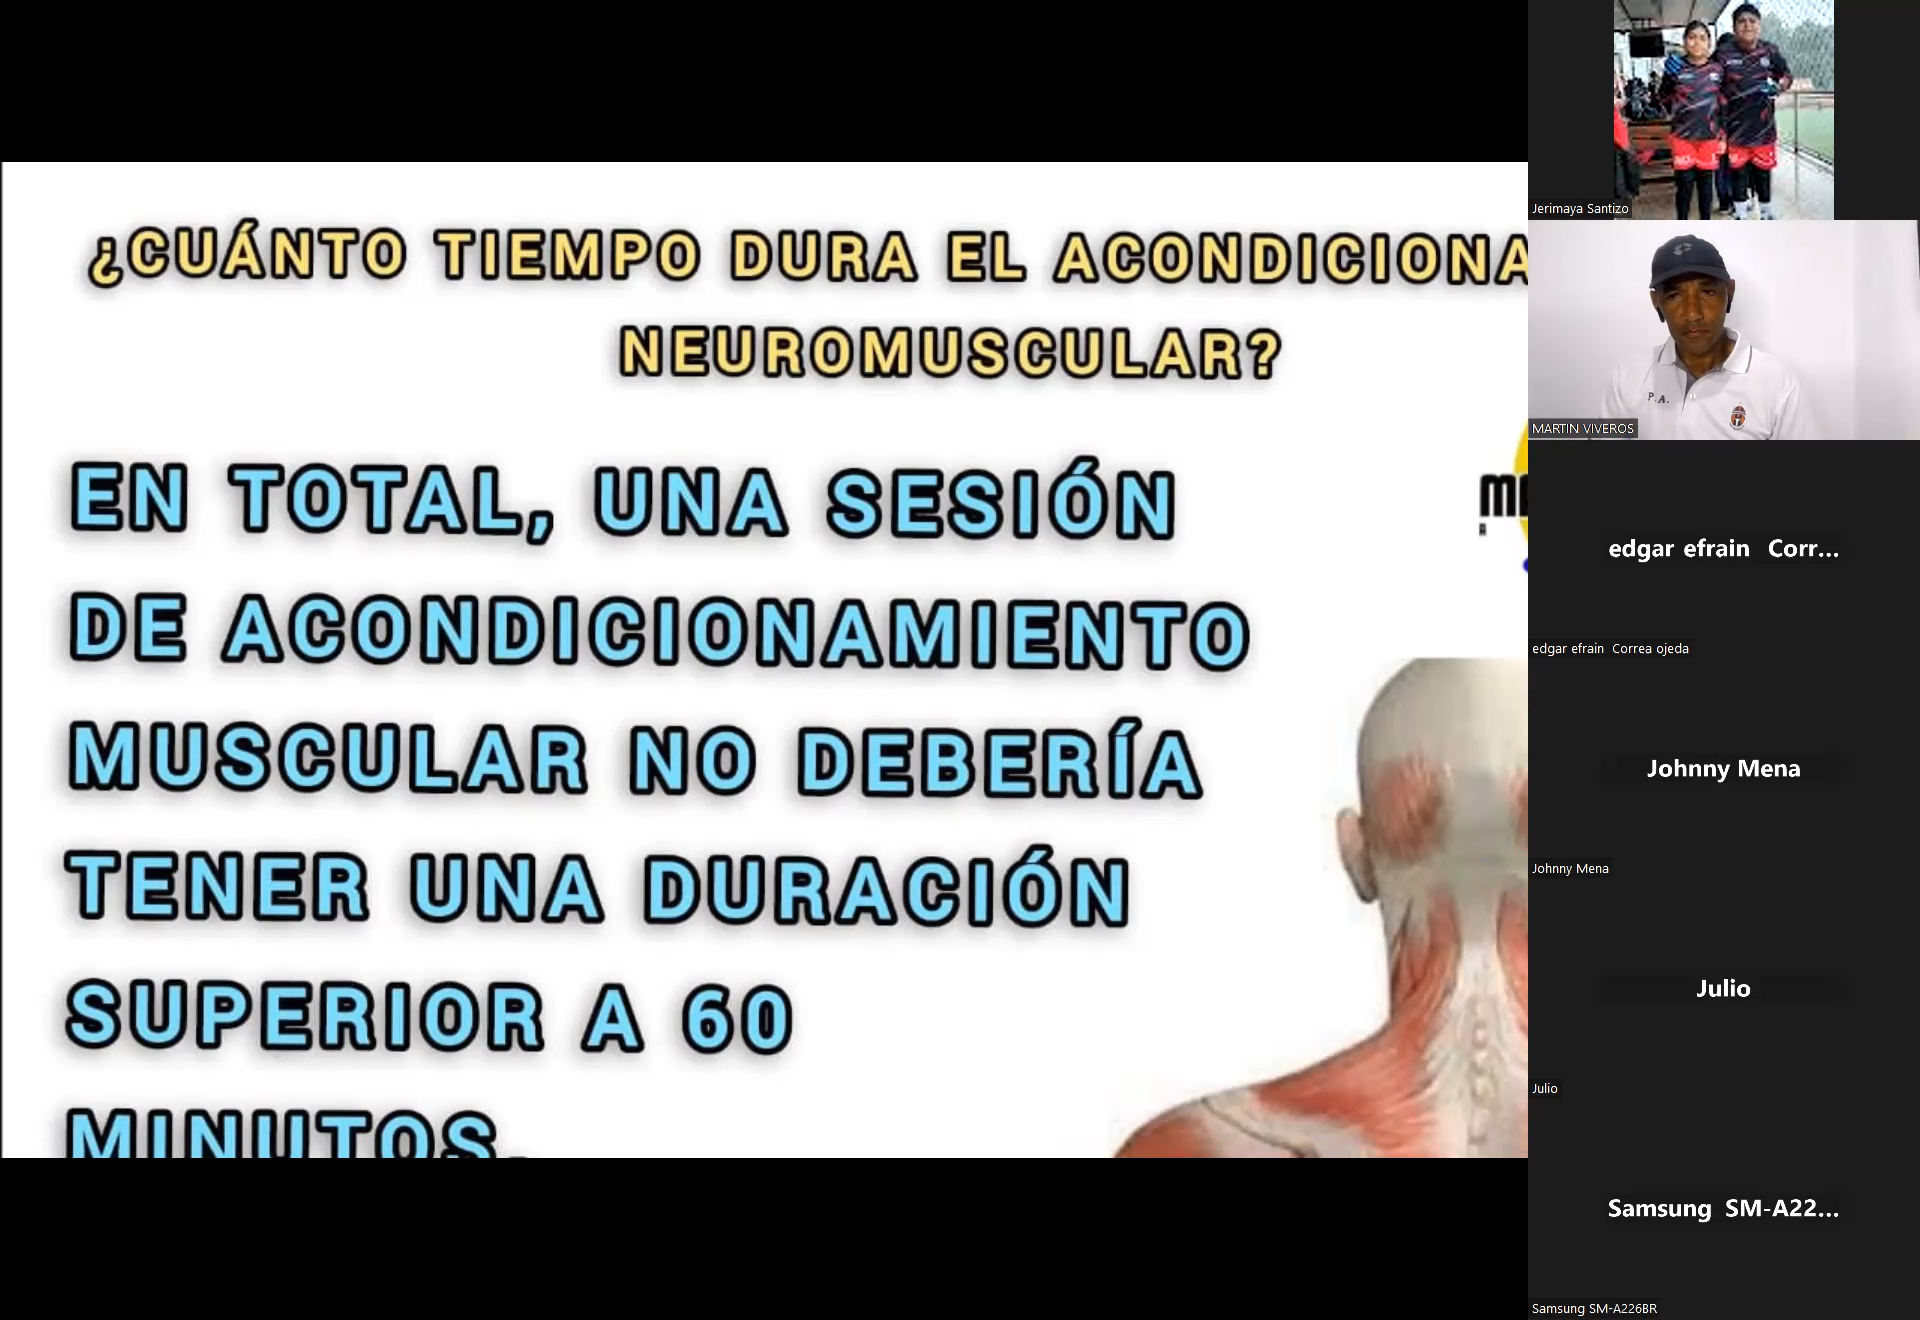 ¿CUÁNTO TIEMPO DURA EL ACONDICIONA
NEUROMUSCULAR?
EN TOTAL, UNA SESIÓN
DE ACONDICIONAMIENTO
MUSCULAR NO DEBERÍA
TENER UNA DURACIÓN
SUPERIOR A 60
MINUTOS.
Jerimaya Santizo
P.A.
MARTIN VIVEROS
edgar efrain Corr...
edgar efrain Correa ojeda
Johnny Mena
Johnny Mena
Julio
Julio
Samsung SM-A22...
Samsung SM-A226BR